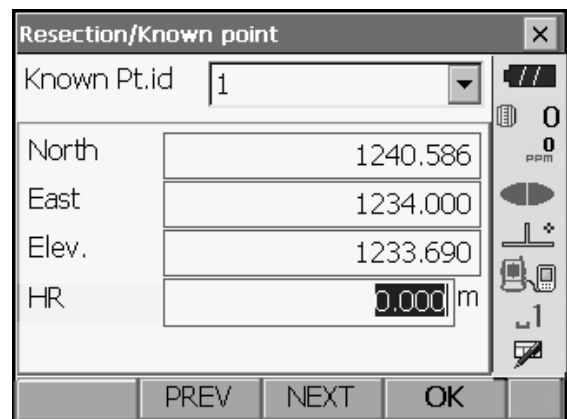 Resection/Known point
Known Pt.id 1
0
0
PPM
North 1240.586
East 1234.000
Elev. 1233.690
HR 0.000 m
1
PREV NEXT OK